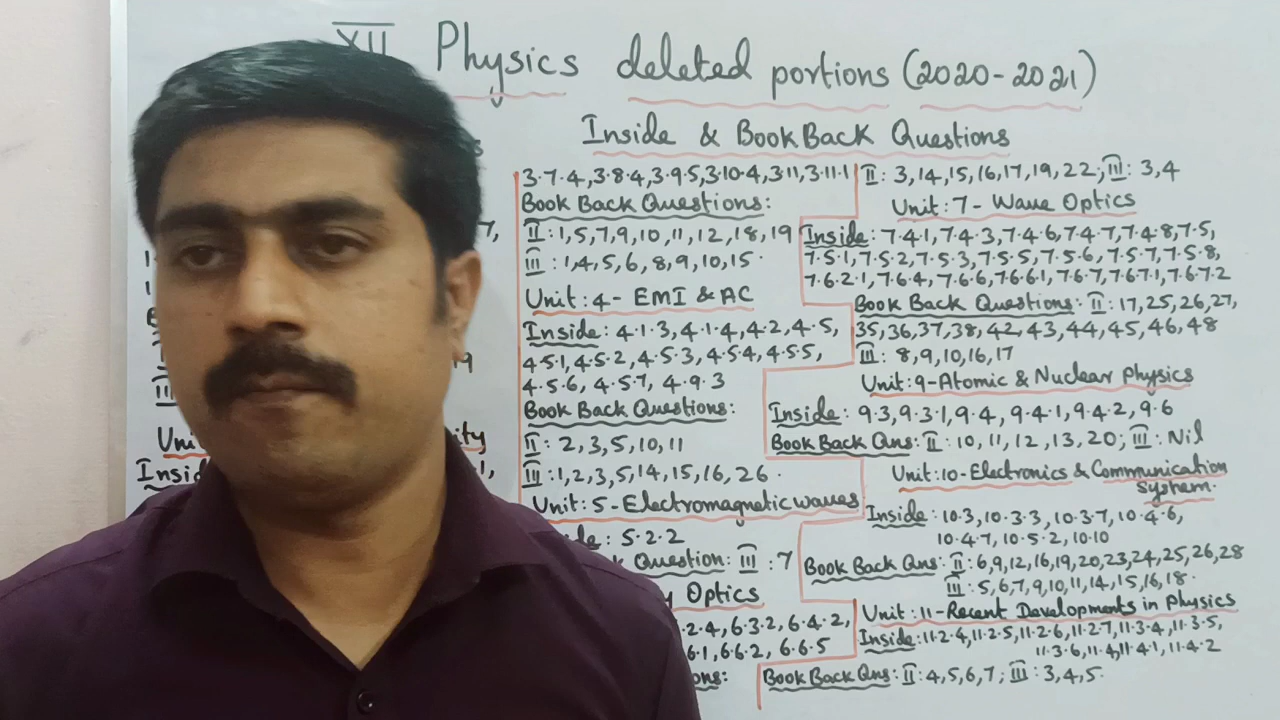 XII Physics deleted portions (2020-2021)
Inside & Book Back Questions
Inside
3.7.4, 3.8.4, 3.9.5, 3.10.4, 3.11, 3.11.1
Book Back Questions:
II: 1, 5, 7, 9, 10, 11, 12, 18, 19
III: 1, 4, 5, 6, 8, 9, 10, 15.
Unit: 4 - EMI & AC
Inside: 4.1.3, 4.1.4, 4.2, 4.5,
4.5.1, 4.5.2, 4.5.3, 4.5.4, 4.5.5,
4.5.6, 4.5.7, 4.9.3
Book Back Questions:
II: 2, 3, 5, 10, 11
III: 1, 2, 3, 5, 14, 15, 16, 26.
Unit: 5 - Electromagnetic waves
5.2.2
Question: III: 7
Optics
2.4, 6.3.2, 6.4.2,
6.6.2, 6.6.5
II: 3, 14, 15, 16, 17, 19, 22; III: 3, 4
Unit: 7 - Wave Optics
Inside: 7.4.1, 7.4.3, 7.4.6, 7.4.7, 7.4.8, 7.5,
7.5.1, 7.5.2, 7.5.3, 7.5.5, 7.5.6, 7.5.7, 7.5.8,
7.6.2.1, 7.6.4, 7.6.6, 7.6.6.1, 7.6.7, 7.6.7.1, 7.6.7.2
Book Back Questions: II: 17, 25, 26, 27,
35, 36, 37, 38, 42, 43, 44, 45, 46, 48
III: 8, 9, 10, 16, 17
Unit: 9 - Atomic & Nuclear Physics
Inside: 9.3, 9.3.1, 9.4, 9.4.1, 9.4.2, 9.6
Book Back Qns: II: 10, 11, 12, 13, 20; III: Nil
Unit: 10 - Electronics & Communication
System.
Inside: 10.3, 10.3.3, 10.3.7, 10.4.6,
10.4.7, 10.5.2, 10.10
Book Back Qns: II: 6, 9, 12, 16, 19, 20, 23, 24, 25, 26, 28
III: 5, 6, 7, 9, 10, 11, 14, 15, 16, 18.
Unit: 11 - Recent Developments in Physics
Inside: 11.2.4, 11.2.5, 11.2.6, 11.2.7, 11.3.4, 11.3.5,
11.3.6, 11.4, 11.4.1, 11.4.2
Book Back Qns: II: 4, 5, 6, 7; III: 3, 4, 5.